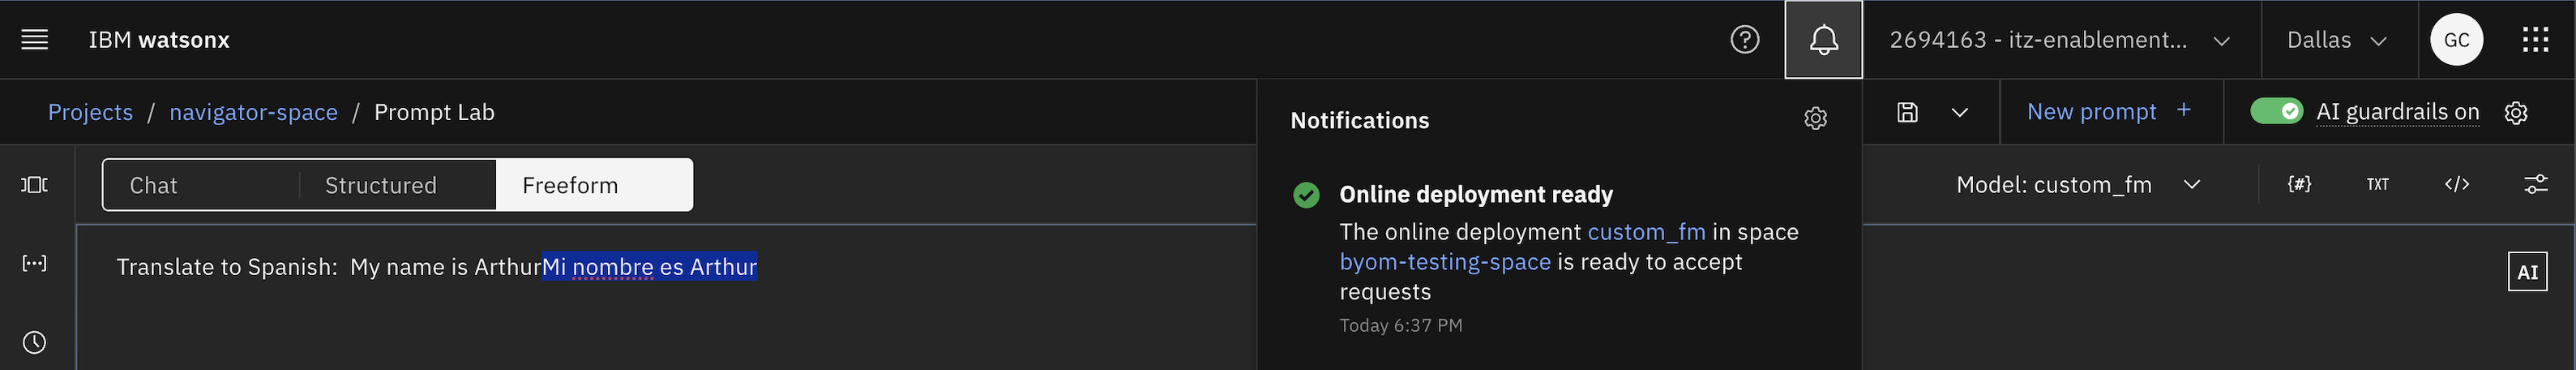 IBM watsonx
2694163 - itz-enablement...
Dallas
GC
Projects / navigator-space / Prompt Lab
Notifications
New prompt +
AI guardrails on
Chat
Structured
Freeform
Online deployment ready
Model: custom_fm
{#}
TXT
</>
The online deployment custom_fm in space
byom-testing-space is ready to accept
requests
Today 6:37 PM
Translate to Spanish:  My name is ArthurMi nombre es Arthur
AI